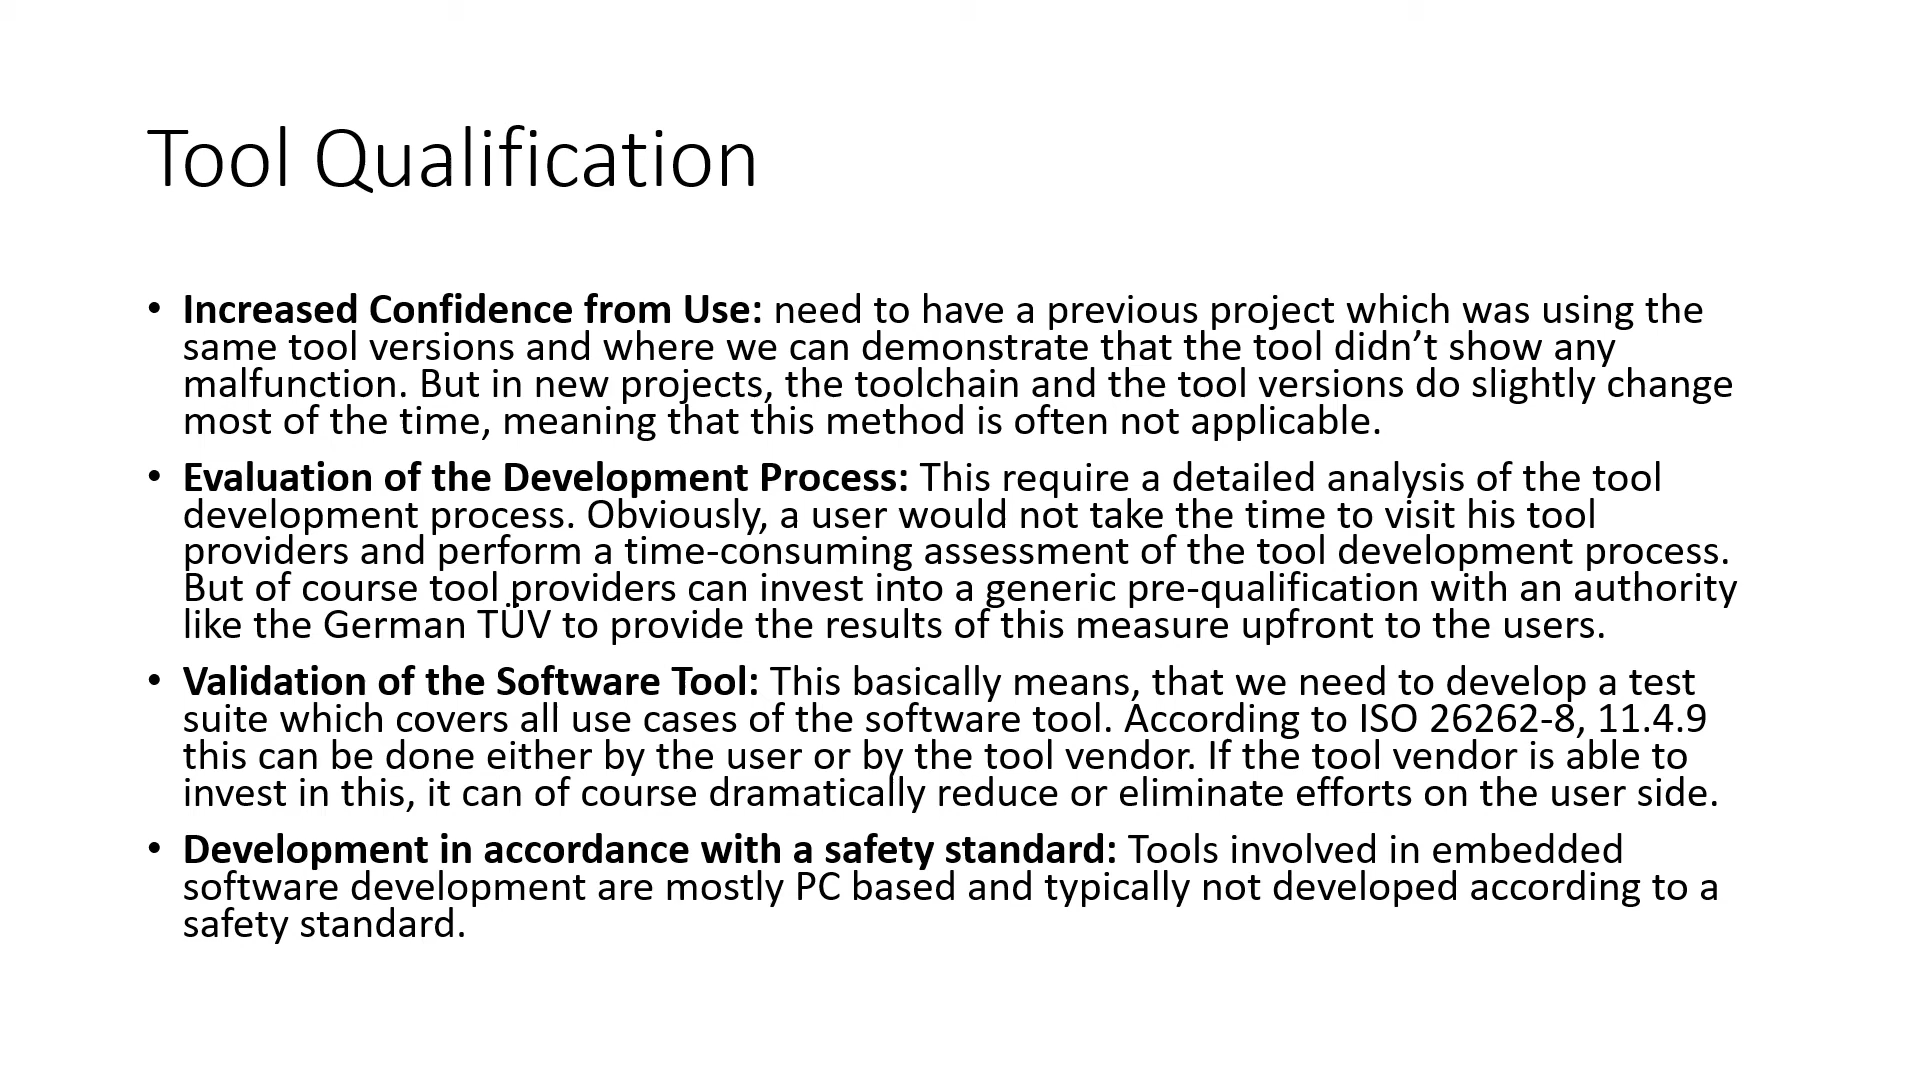 Tool Qualification
• Increased Confidence from Use: need to have a previous project which was using the
same tool versions and where we can demonstrate that the tool didn’t show any
malfunction. But in new projects, the toolchain and the tool versions do slightly change
most of the time, meaning that this method is often not applicable.
• Evaluation of the Development Process: This require a detailed analysis of the tool
development process. Obviously, a user would not take the time to visit his tool
providers and perform a time-consuming assessment of the tool development process.
But of course tool providers can invest into a generic pre-qualification with an authority
like the German TÜV to provide the results of this measure upfront to the users.
• Validation of the Software Tool: This basically means, that we need to develop a test
suite which covers all use cases of the software tool. According to ISO 26262-8, 11.4.9
this can be done either by the user or by the tool vendor. If the tool vendor is able to
invest in this, it can of course dramatically reduce or eliminate efforts on the user side.
• Development in accordance with a safety standard: Tools involved in embedded
software development are mostly PC based and typically not developed according to a
safety standard.